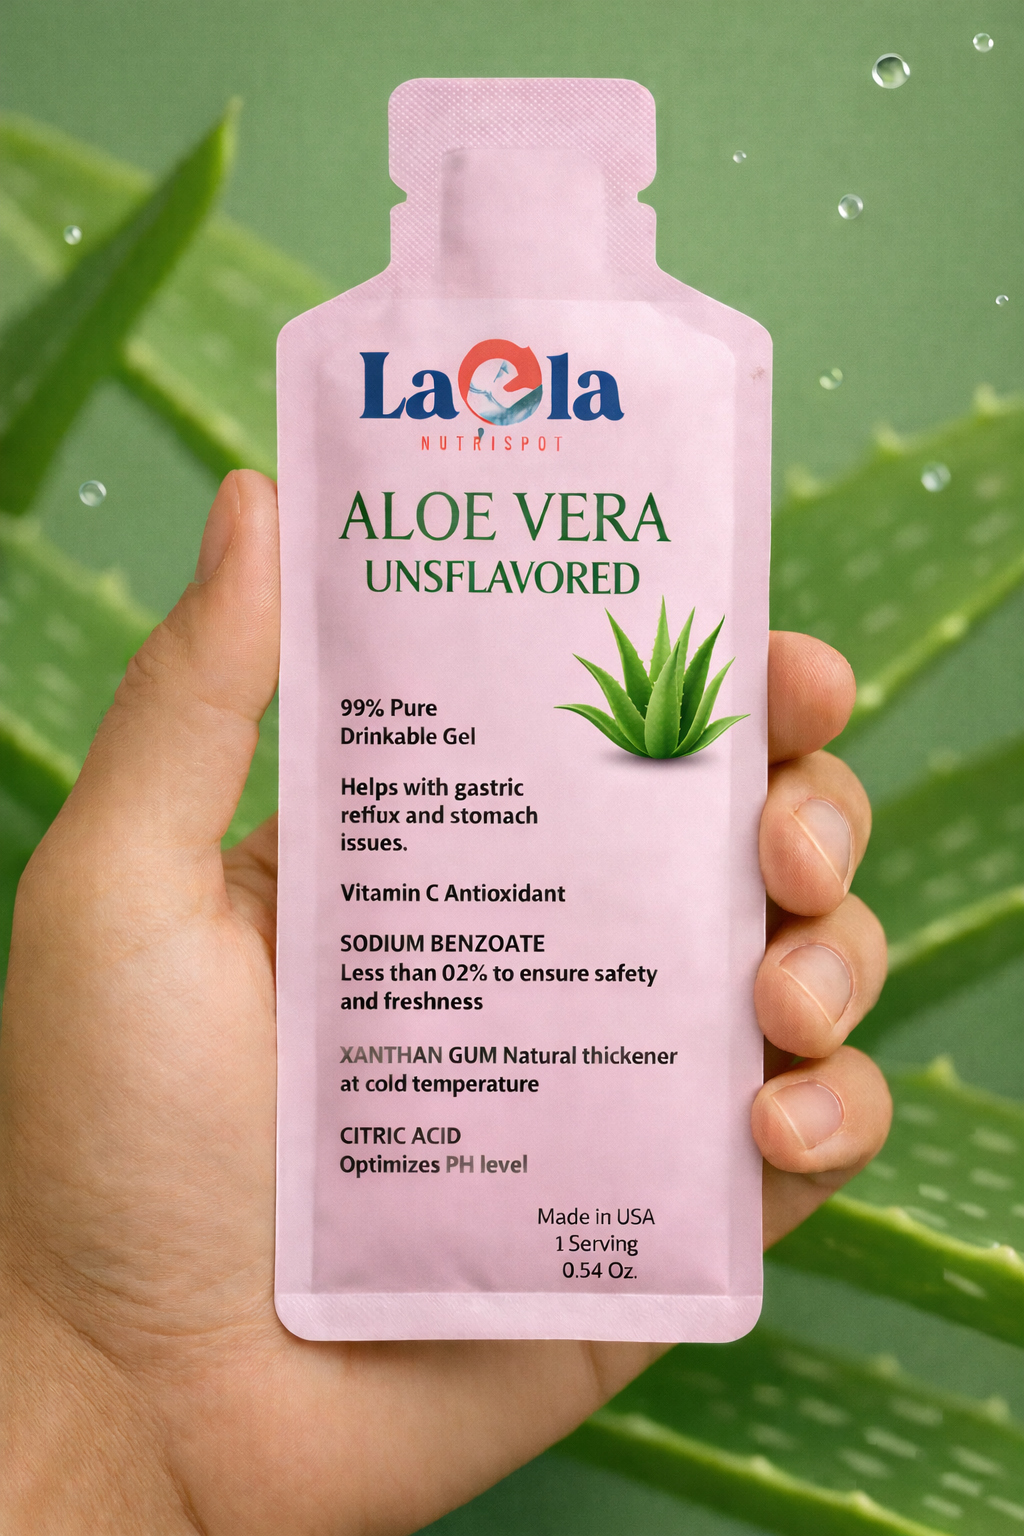 LaOla
NUTRISPOT
ALOE VERA
UNSFLAVORED
99% Pure
Drinkable Gel
Helps with gastric
reflux and stomach
issues.
Vitamin C Antioxidant
SODIUM BENZOATE
Less than 02% to ensure safety
and freshness
XANTHAN GUM Natural thickener
at cold temperature
CITRIC ACID
Optimizes PH level
Made in USA
1 Serving
0.54 Oz.